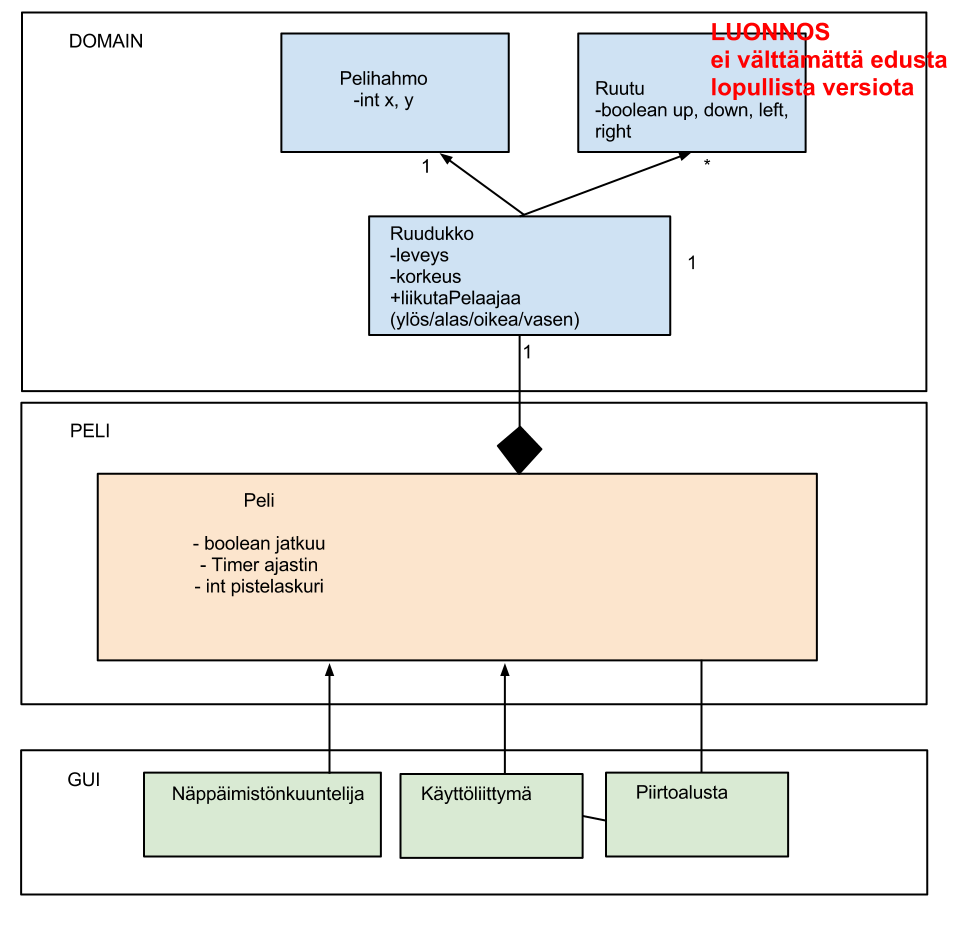 DOMAIN
LUONNOS
ei välttämättä edusta
lopullista versiota
Pelihahmo
-int x, y
Ruutu
-boolean up, down, left,
right
1
*
Ruudukko
-leveys
-korkeus
+liikutaPelaajaa
(ylös/alas/oikea/vasen)
1
1
PELI
Peli
- boolean jatkuu
- Timer ajastin
- int pistelaskuri
GUI
Näppäimistönkuuntelija
Käyttöliittymä
Piirtoalusta